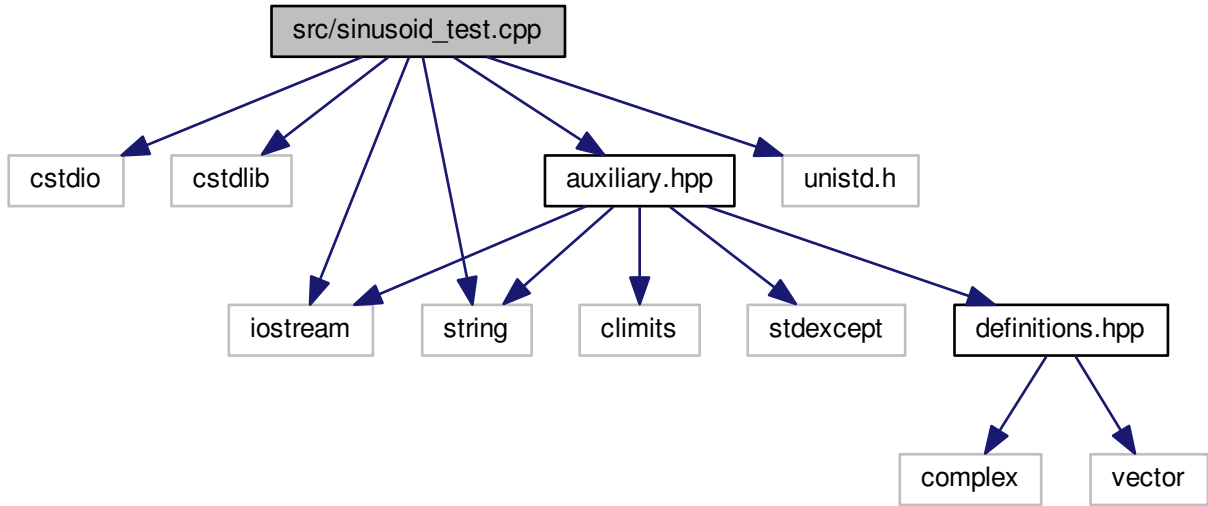 src/sinusoid_test.cpp
cstdio
cstdlib
auxiliary.hpp
unistd.h
iostream
string
climits
stdexcept
definitions.hpp
complex
vector